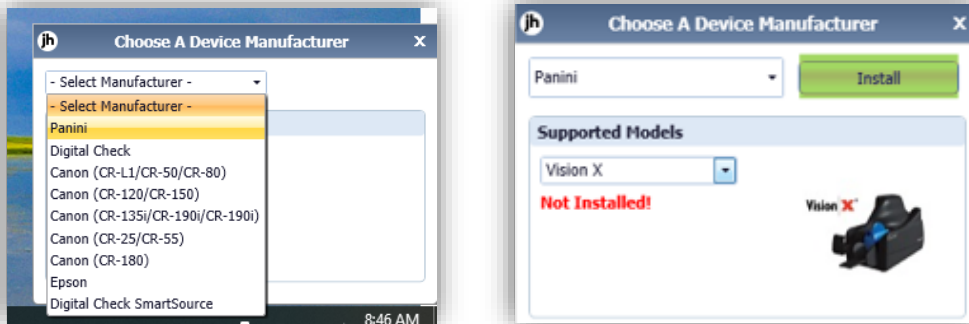 jh Choose A Device Manufacturer X
- Select Manufacturer -
- Select Manufacturer -
Panini
Digital Check
Canon (CR-L1/CR-50/CR-80)
Canon (CR-120/CR-150)
Canon (CR-135i/CR-190i/CR-190i)
Canon (CR-25/CR-55)
Canon (CR-180)
Epson
Digital Check SmartSource
8:46 AM
jh Choose A Device Manufacturer X
Panini Install
Supported Models
Vision X
Not Installed!
Vision X